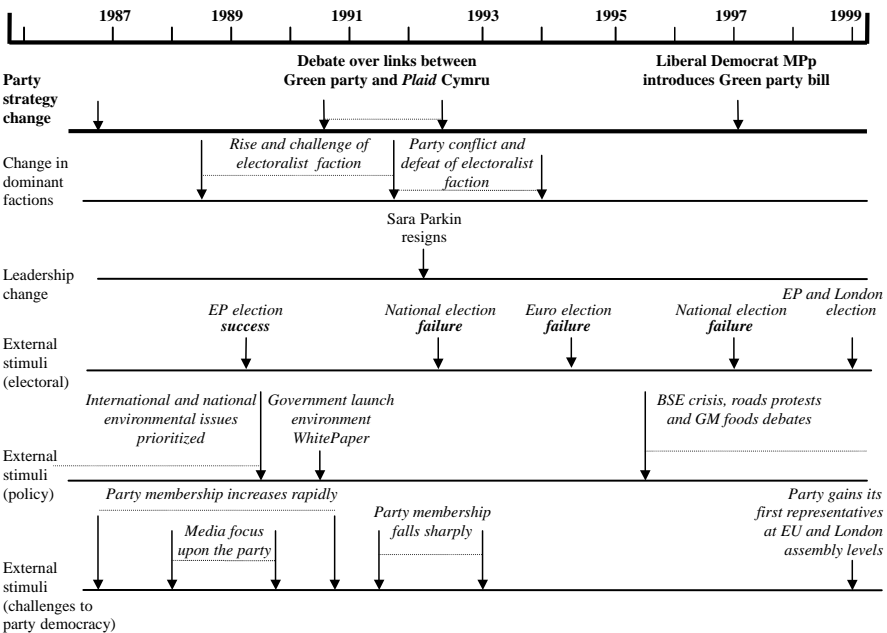 1987 1989 1991 1993 1995 1997 1999
Debate over links between
Green party and Plaid Cymru
Liberal Democrat MPp
introduces Green party bill
Party
strategy
change
Rise and challenge of
electoralist faction
Party conflict and
defeat of electoralist
faction
Change in
dominant
factions
Sara Parkin
resigns
Leadership
change
EP election
success
National election
failure
Euro election
failure
National election
failure
EP and London
election
External
stimuli
(electoral)
International and national
environmental issues
prioritized
Government launch
environment
WhitePaper
BSE crisis, roads protests
and GM foods debates
External
stimuli
(policy)
Party membership increases rapidly
Media focus
upon the party
Party membership
falls sharply
Party gains its
first representatives
at EU and London
assembly levels
External
stimuli
(challenges to
party democracy)